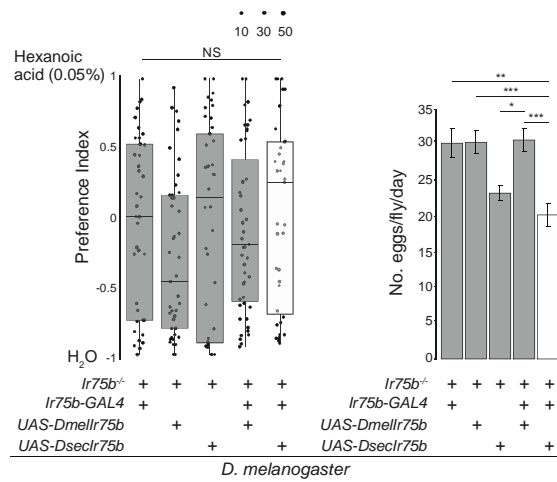 10 30 50
NS
Hexanoic
acid (0.05%)
1
0.5
0
-0.5
-1
H2O
Preference Index
**
***
*
***
35
30
25
20
15
10
5
0
No. eggs/fly/day
Ir75b-/- + + + + +
Ir75b-GAL4 + + +
UAS-DmelIr75b + +
UAS-DsecIr75b + +
Ir75b-/- + + + + +
Ir75b-GAL4 + + +
UAS-DmelIr75b + +
UAS-DsecIr75b + +
D. melanogaster